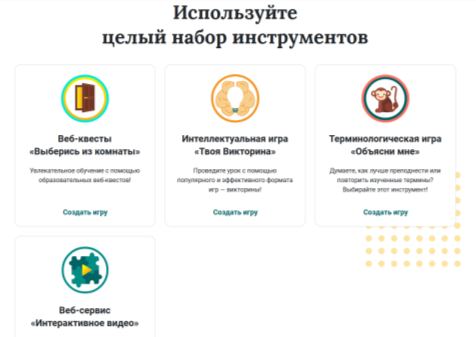 Используйте
целый набор инструментов
Веб-квесты
«Выберись из комнаты»
Увлекательное обучение с помощью
образовательных веб-квестов!
Создать игру
Интеллектуальная игра
«Твоя Викторина»
Проведите урок с помощью
популярного и эффективного формата
игр — викторины!
Создать игру
Терминологическая игра
«Объясни мне»
Думаете, как лучше преподнести или
повторить изученные термины?
Выбирайте этот инструмент!
Создать игру
Веб-сервис
«Интерактивное видео»